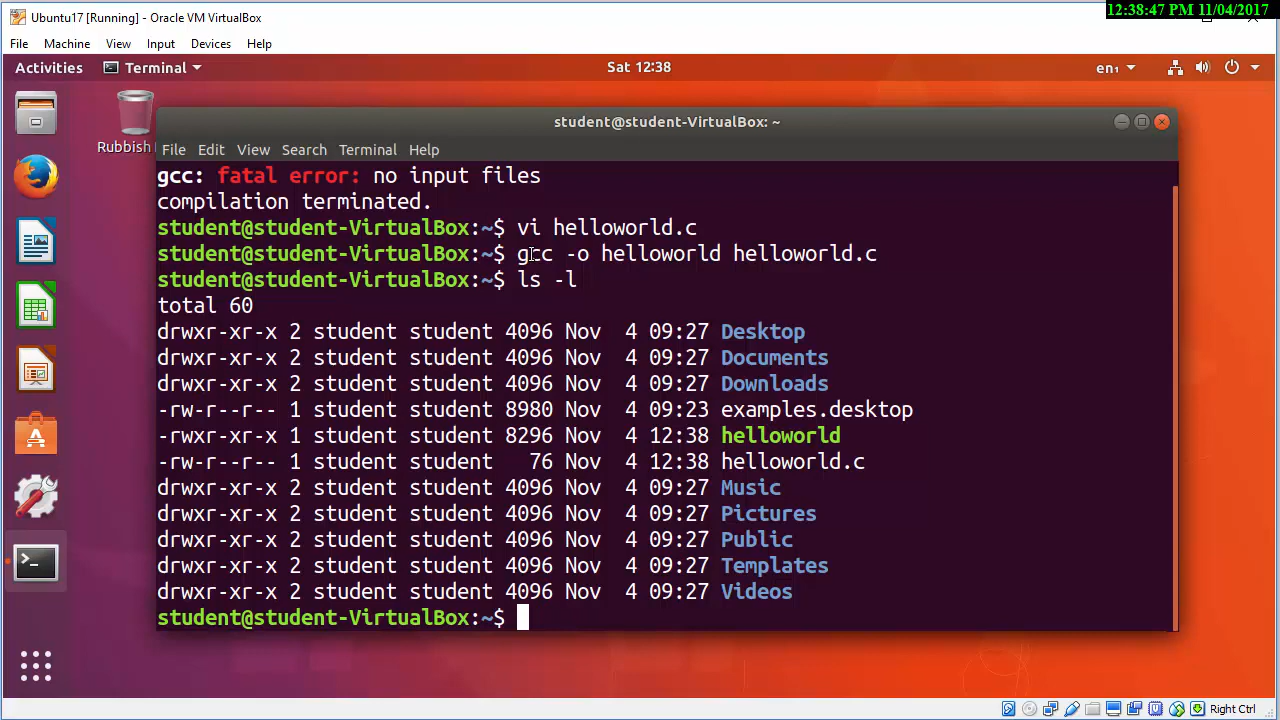 12:38:47 PM 11/04/2017
Ubuntu17 [Running] - Oracle VM VirtualBox
File Machine View Input Devices Help
Activities Terminal Sat 12:38 en₁
Rubbish
student@student-VirtualBox: ~
File Edit View Search Terminal Help
gcc: fatal error: no input files
compilation terminated.
student@student-VirtualBox:~$ vi helloworld.c
student@student-VirtualBox:~$ gcc -o helloworld helloworld.c
student@student-VirtualBox:~$ ls -l
total 60
drwxr-xr-x 2 student student 4096 Nov  4 09:27 Desktop
drwxr-xr-x 2 student student 4096 Nov  4 09:27 Documents
drwxr-xr-x 2 student student 4096 Nov  4 09:27 Downloads
-rw-r--r-- 1 student student 8980 Nov  4 09:23 examples.desktop
-rwxr-xr-x 1 student student 8296 Nov  4 12:38 helloworld
-rw-r--r-- 1 student student   76 Nov  4 12:38 helloworld.c
drwxr-xr-x 2 student student 4096 Nov  4 09:27 Music
drwxr-xr-x 2 student student 4096 Nov  4 09:27 Pictures
drwxr-xr-x 2 student student 4096 Nov  4 09:27 Public
drwxr-xr-x 2 student student 4096 Nov  4 09:27 Templates
drwxr-xr-x 2 student student 4096 Nov  4 09:27 Videos
student@student-VirtualBox:~$
Right Ctrl